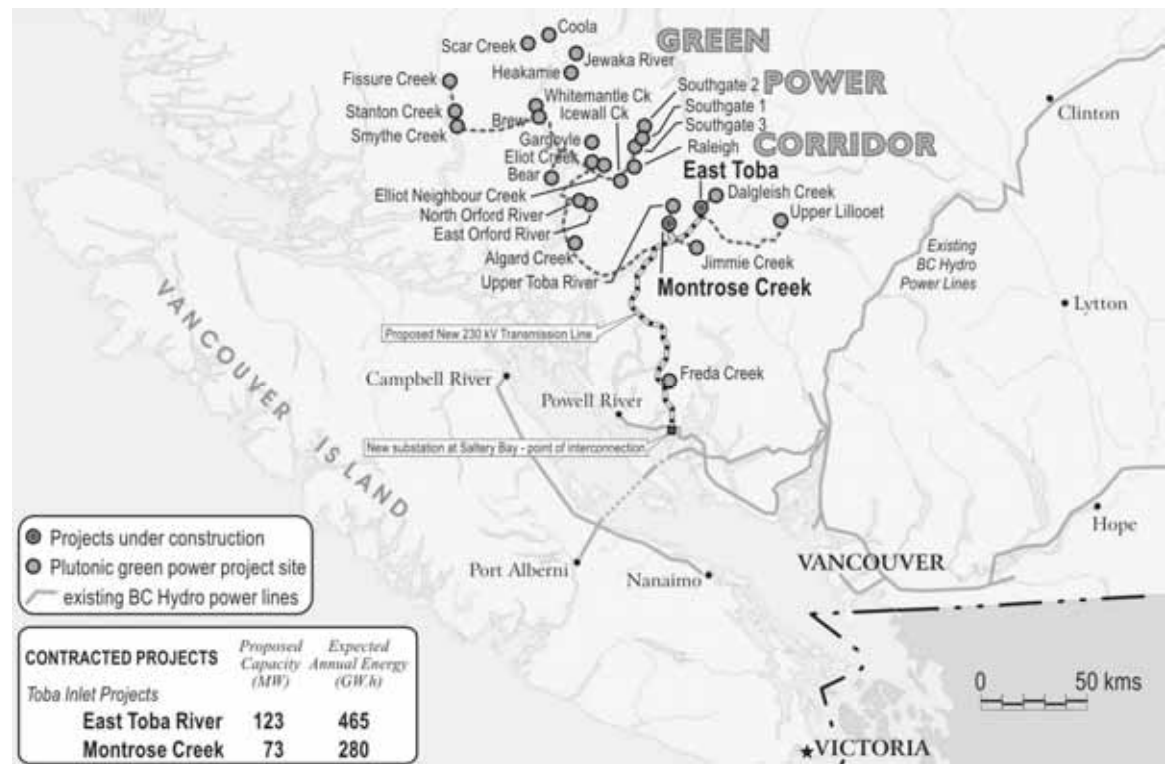 Coola
Scar Creek
GREEN
Jewaka River
Heakamie
Fissure Creek
POWER
Southgate 2
Whitemantle Ck
Icewall Ck
Southgate 1
Stanton Creek
Clinton
Brew
Southgate 3
Smythe Creek
Gargoyle
CORRIDOR
Raleigh
Eliot Creek
East Toba
Bear
Dalgleish Creek
Elliot Neighbour Creek
Upper Lillooet
North Orford River
East Orford River
Existing
BC Hydro
Power Lines
Algard Creek
Jimmie Creek
Upper Toba River
Montrose Creek
Lytton
VANCOUVER ISLAND
Proposed New 230 kV Transmission Line
Campbell River
Freda Creek
Powell River
New substation at Saltery Bay - point of interconnection
Hope
Projects under construction
Plutonic green power project site
existing BC Hydro power lines
VANCOUVER
Port Alberni
Nanaimo
CONTRACTED PROJECTS Proposed Capacity (MW) Expected Annual Energy (GW.h)
Toba Inlet Projects
East Toba River 123 465
Montrose Creek 73 280
0 50 kms
VICTORIA